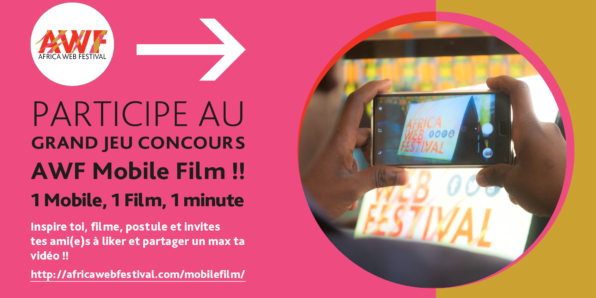 AWF
AFRICA WEB FESTIVAL
PARTICIPE AU
GRAND JEU CONCOURS
AWF Mobile Film !!
1 Mobile, 1 Film, 1 minute
Inspire toi, filme, postule et invites
tes ami(e)s à liker et partager un max ta
vidéo !!
http://africawebfestival.com/mobilefilm/
AFRICA
WEB
FESTIVAL
WEB
FESTIVAL